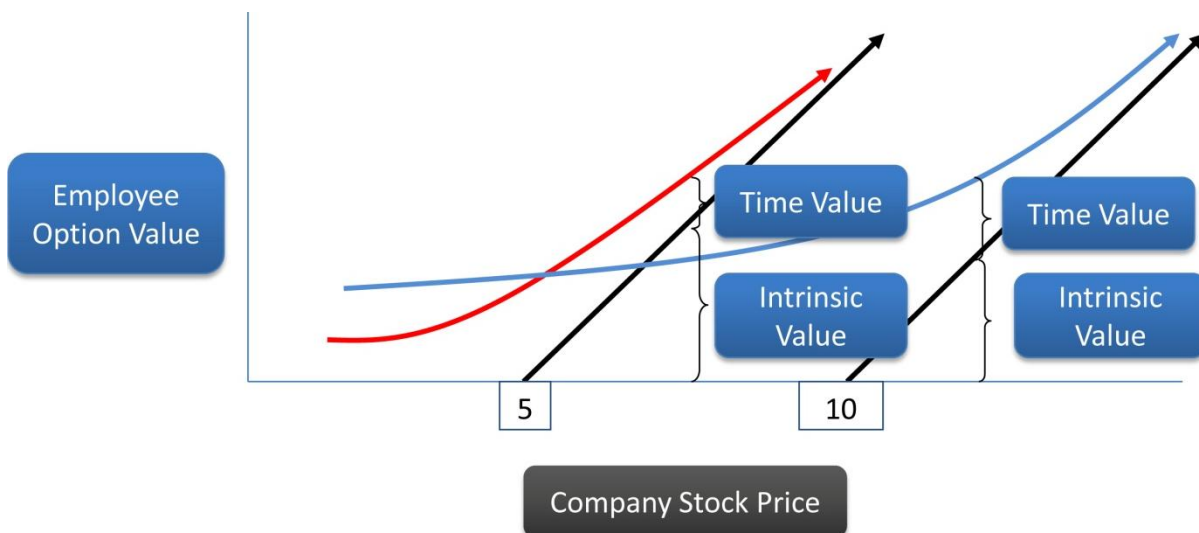 Employee
Option Value
Time Value
Time Value
Intrinsic
Value
Intrinsic
Value
5
10
Company Stock Price